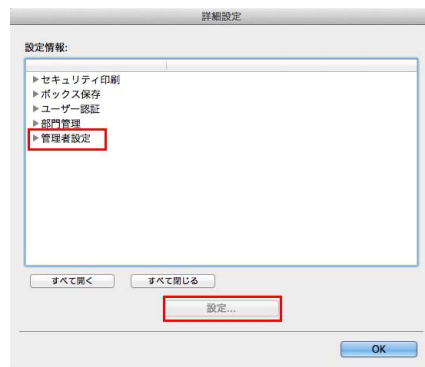 詳細設定
設定情報:
▶セキュリティ印刷
▶ボックス保存
▶ユーザー認証
▶部門管理
▶管理者設定
すべて開く
すべて閉じる
設定...
OK